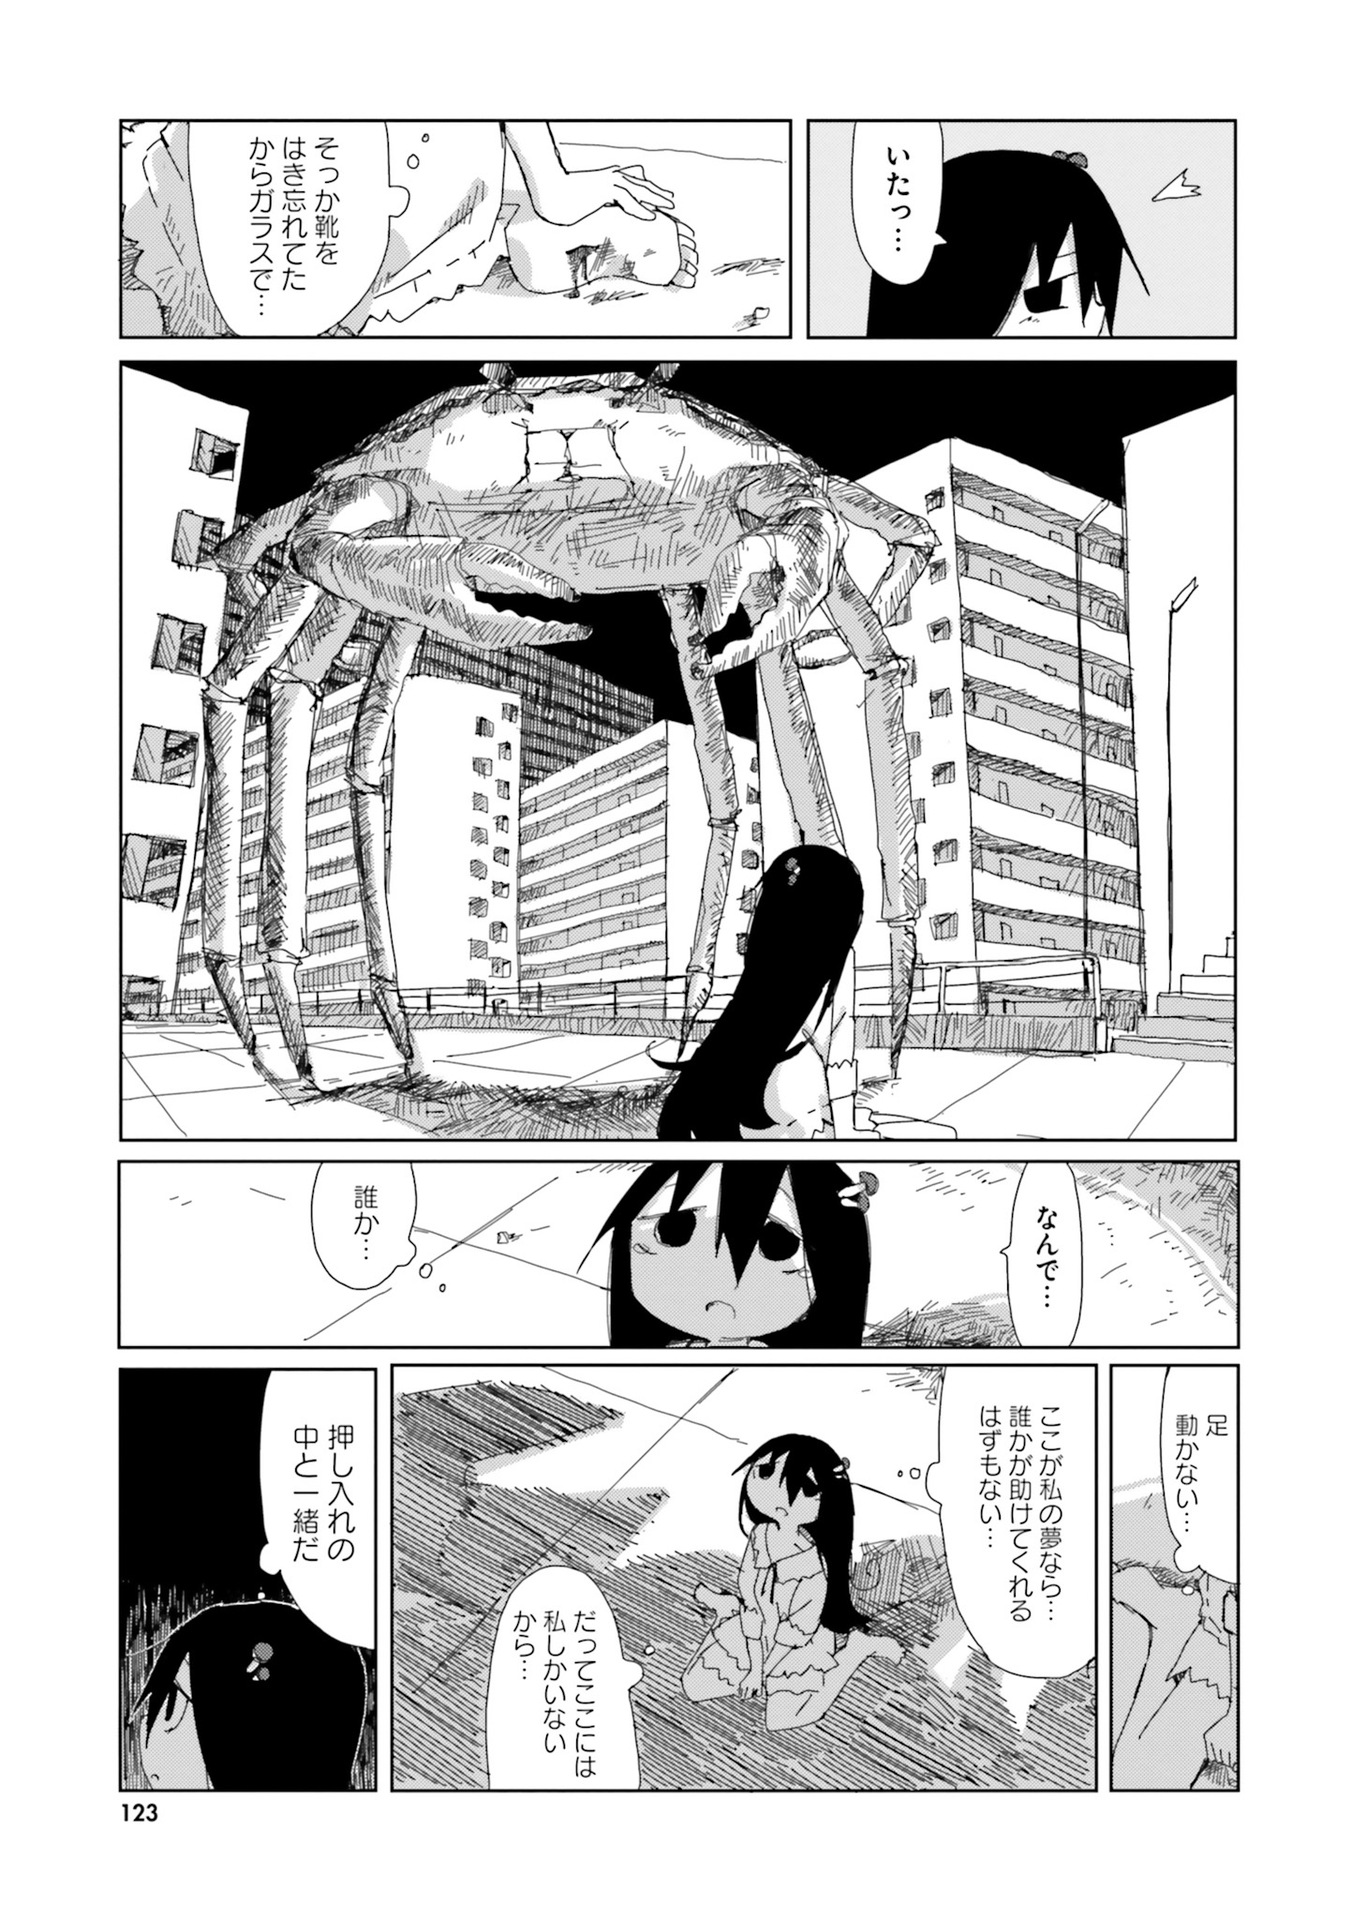 いたっ…
そっか靴を
はき忘れてた
からガラスで…
なんで…
誰
か…
足
動かない…
ここが私の夢なら…
誰かが助けてくれる
はずもない…
だってここには
私しかいない
から…
押し入れの
中と一緒だ
123